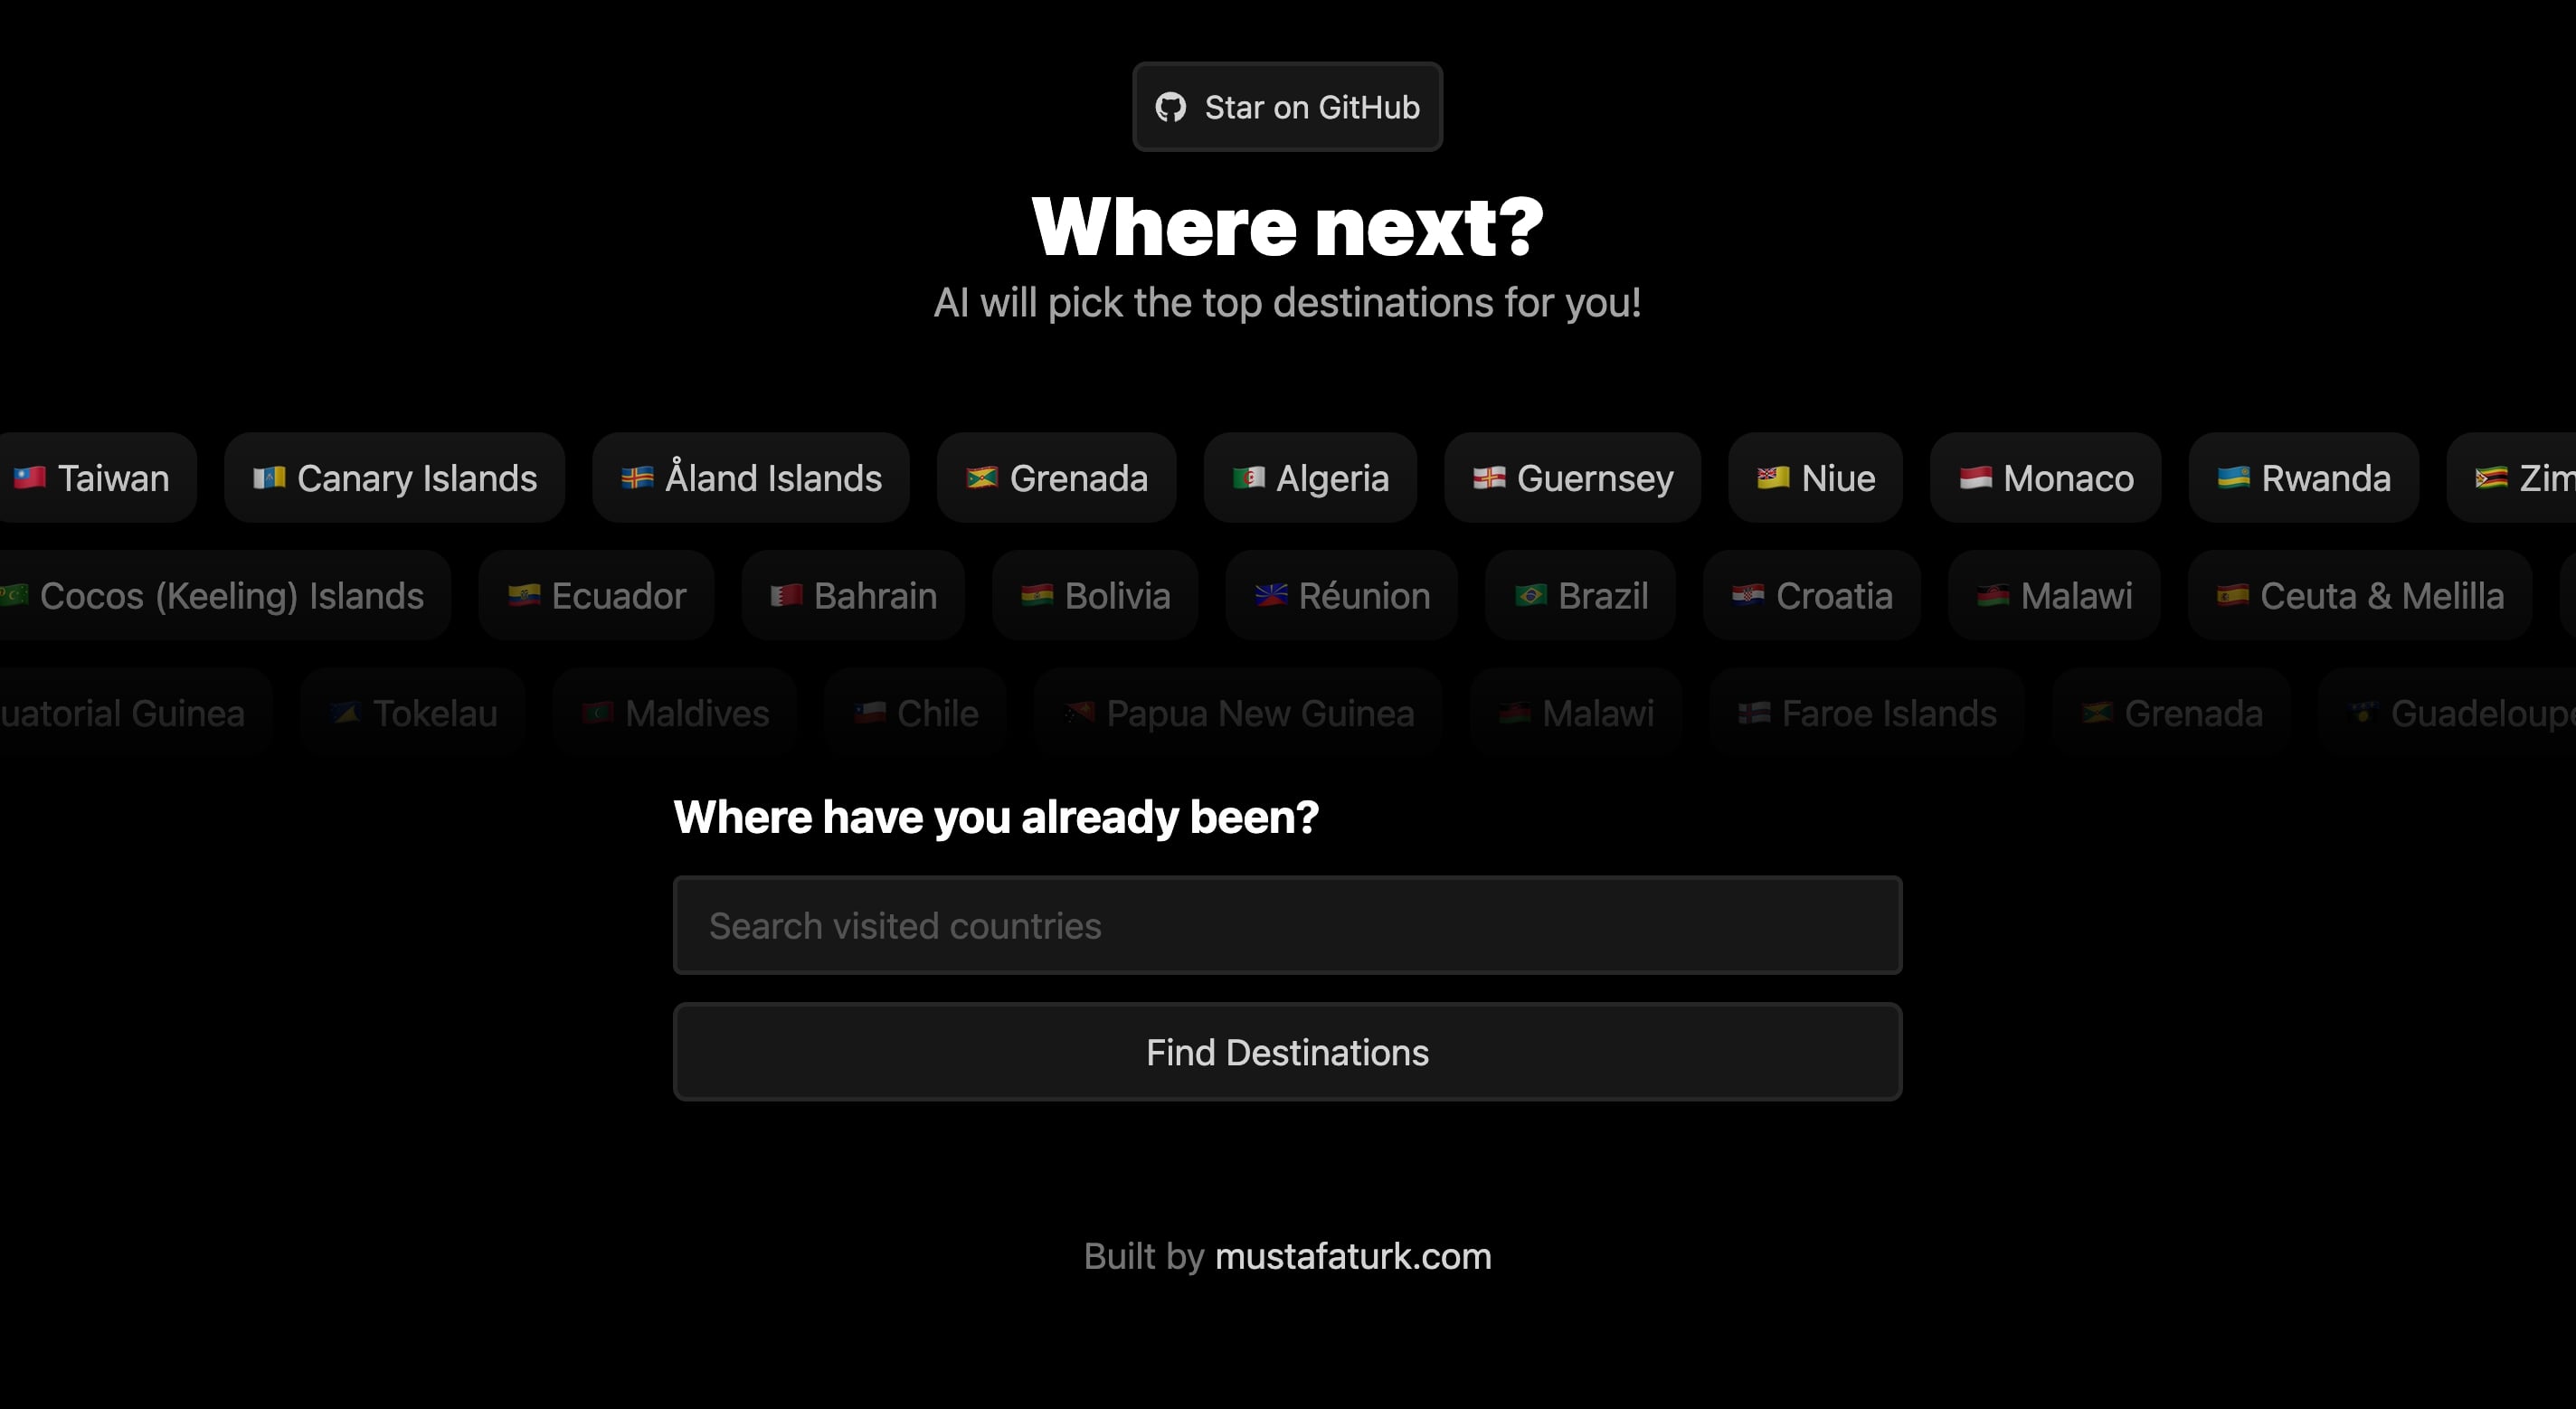 Star on GitHub
Where next?
AI will pick the top destinations for you!
Taiwan Canary Islands Åland Islands Grenada Algeria Guernsey Niue Monaco Rwanda Zim
Cocos (Keeling) Islands Ecuador Bahrain Bolivia Réunion Brazil Croatia Malawi Ceuta & Melilla
uatorial Guinea Tokelau Maldives Chile Papua New Guinea Malawi Faroe Islands Grenada Guadeloupe
Where have you already been?
Search visited countries
Find Destinations
Built by mustafaturk.com